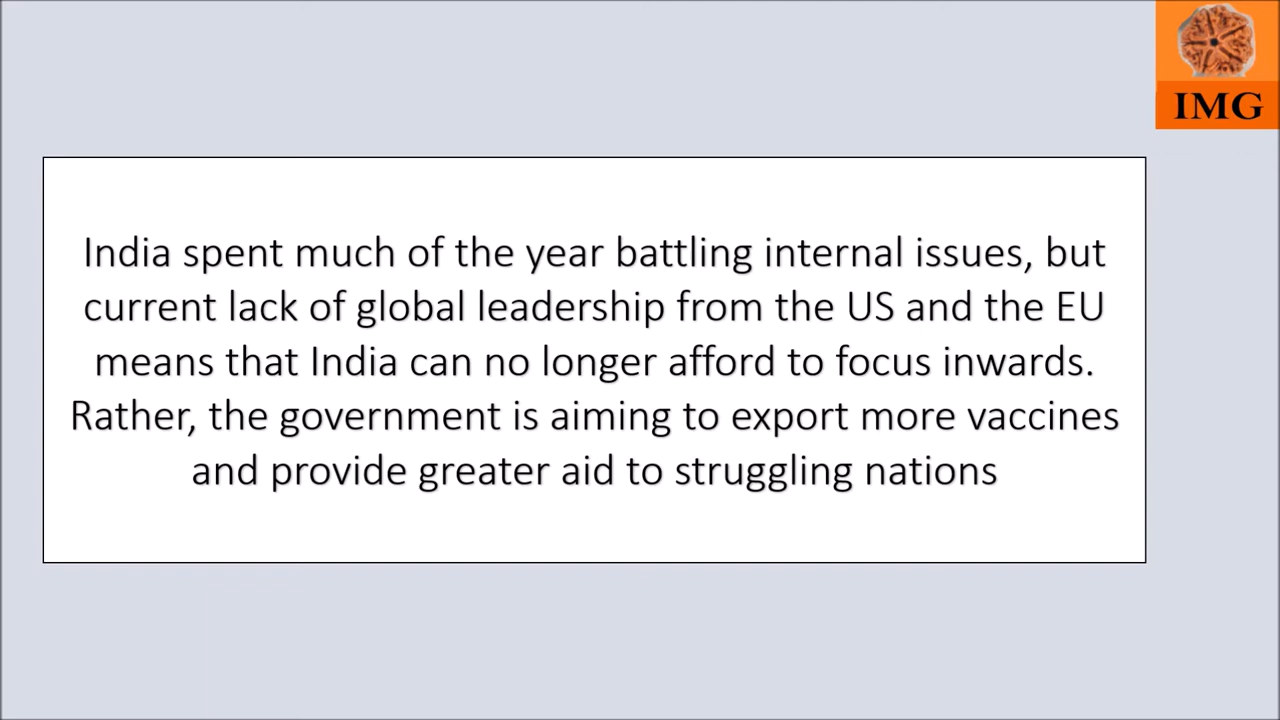 IMG
India spent much of the year battling internal issues, but
current lack of global leadership from the US and the EU
means that India can no longer afford to focus inwards.
Rather, the government is aiming to export more vaccines
and provide greater aid to struggling nations